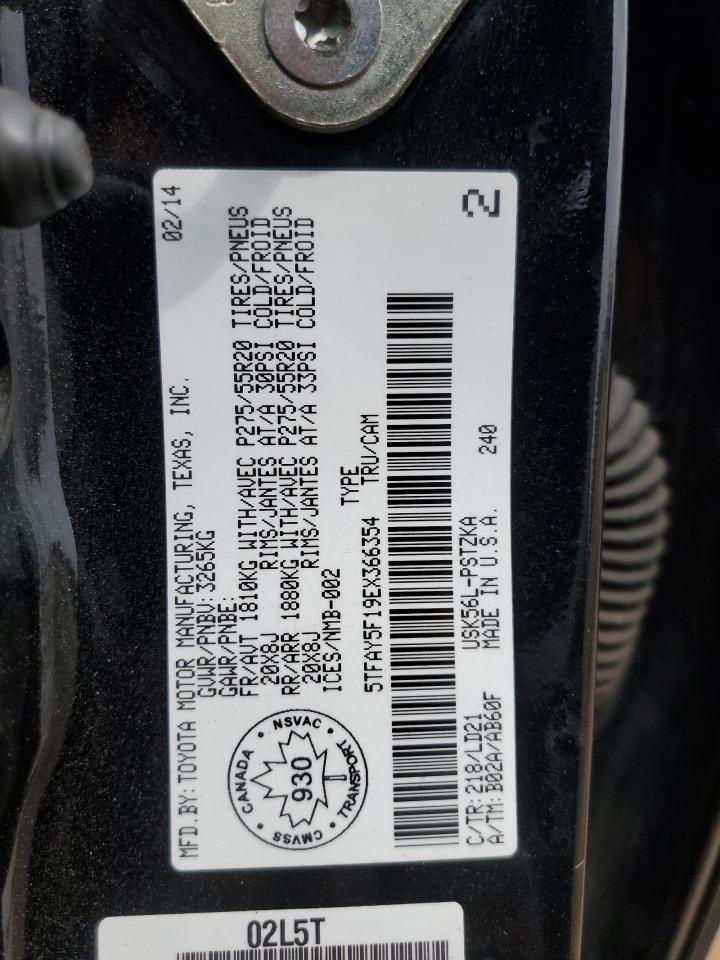 MFD.BY: TOYOTA MOTOR MANUFACTURING, TEXAS, INC. 02/14
GVWR/PNBV: 3265KG
GAWR/PNBE:
FR/AVT 1810KG WITH/AVEC P275/55R20 TIRES/PNEUS
20X8J RIMS/JANTES AT/A 30PSI COLD/FROID
RR/ARR 1880KG WITH/AVEC P275/55R20 TIRES/PNEUS
20X8J RIMS/JANTES AT/A 33PSI COLD/FROID
ICES/NMB-002
TYPE
TRU/CAM
5TFAY5F19EX366354
C/TR: 218/LD21 USK56L-PSTZKA
A/TM: B02A/AB60F MADE IN U.S.A. 240
2
CANADA · NSVAC · TRANSPORT · CMVSS ·
930
02L5T